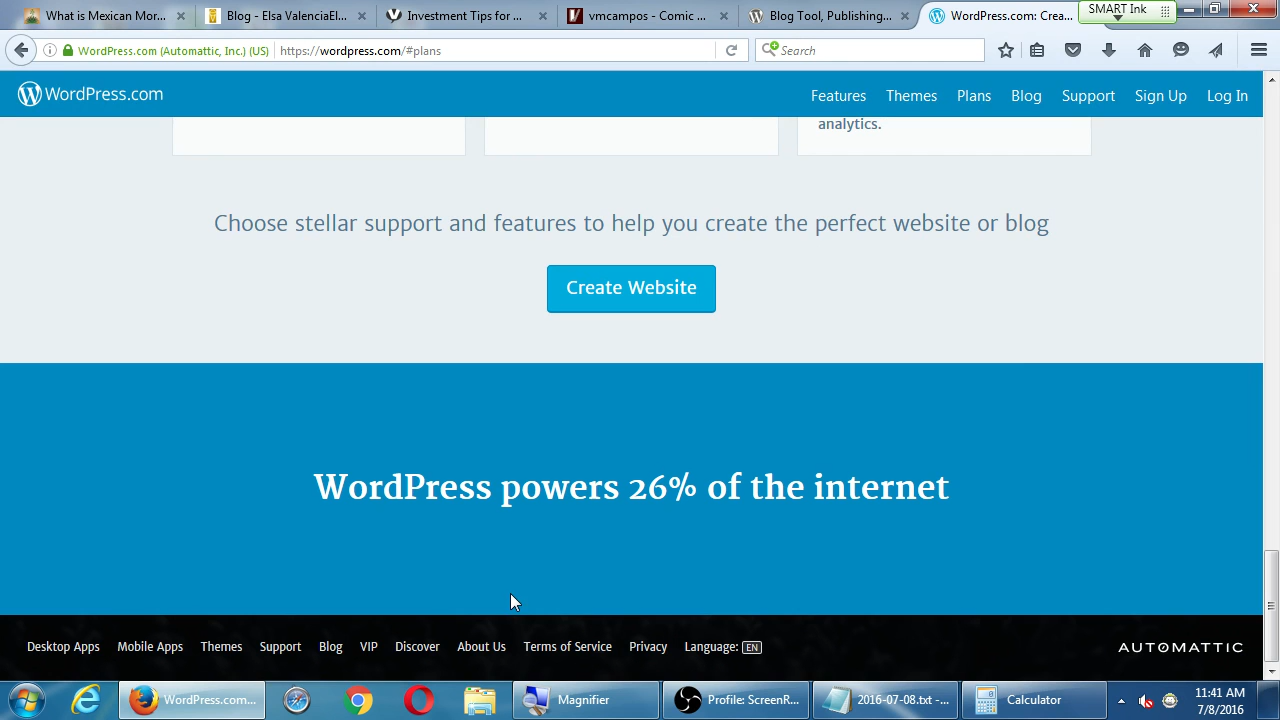 What is Mexican Mor...
Blog - Elsa ValenciaEl...
Investment Tips for ...
vmcampos - Comic ...
Blog Tool, Publishing...
WordPress.com: Crea...
SMART Ink
WordPress.com (Automattic, Inc.) (US)
https://wordpress.com/#plans
Search
WordPress.com
Features
Themes
Plans
Blog
Support
Sign Up
Log In
analytics.
Choose stellar support and features to help you create the perfect website or blog
Create Website
WordPress powers 26% of the internet
Desktop Apps
Mobile Apps
Themes
Support
Blog
VIP
Discover
About Us
Terms of Service
Privacy
Language: EN
AUTOMATTIC
WordPress.com...
Magnifier
Profile: ScreenR...
2016-07-08.txt -...
Calculator
11:41 AM
7/8/2016